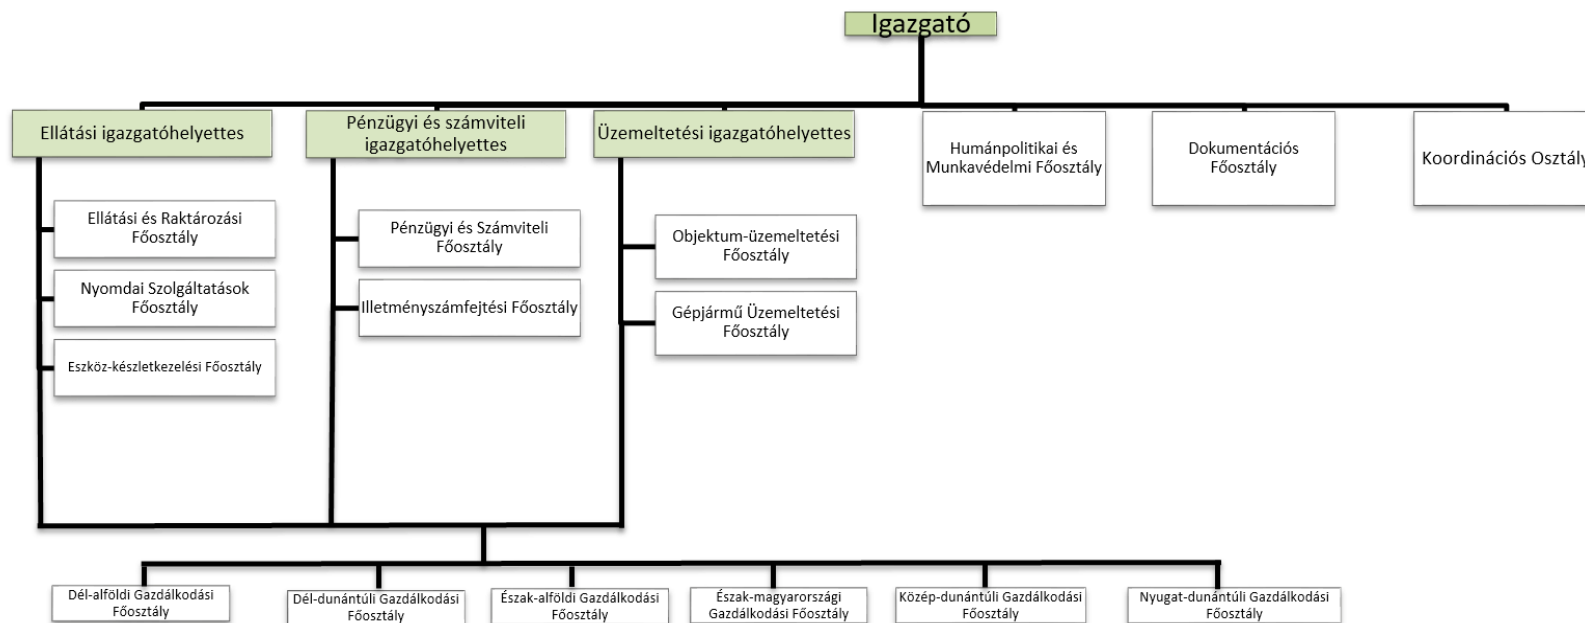 Igazgató
Ellátási igazgatóhelyettes
Pénzügyi és számviteli
igazgatóhelyettes
Üzemeltetési igazgatóhelyettes
Humánpolitikai és
Munkavédelmi Főosztály
Dokumentációs
Főosztály
Koordinációs Osztály
Ellátási és Raktározási
Főosztály
Nyomdai Szolgáltatások
Főosztály
Eszköz-készletkezelési Főosztály
Pénzügyi és Számviteli
Főosztály
Illetményszámfejtési Főosztály
Objektum-üzemeltetési
Főosztály
Gépjármű Üzemeltetési
Főosztály
Dél-alföldi Gazdálkodási
Főosztály
Dél-dunántúli Gazdálkodási
Főosztály
Észak-alföldi Gazdálkodási
Főosztály
Észak-magyarországi
Gazdálkodási Főosztály
Közép-dunántúli Gazdálkodási
Főosztály
Nyugat-dunántúli Gazdálkodási
Főosztály